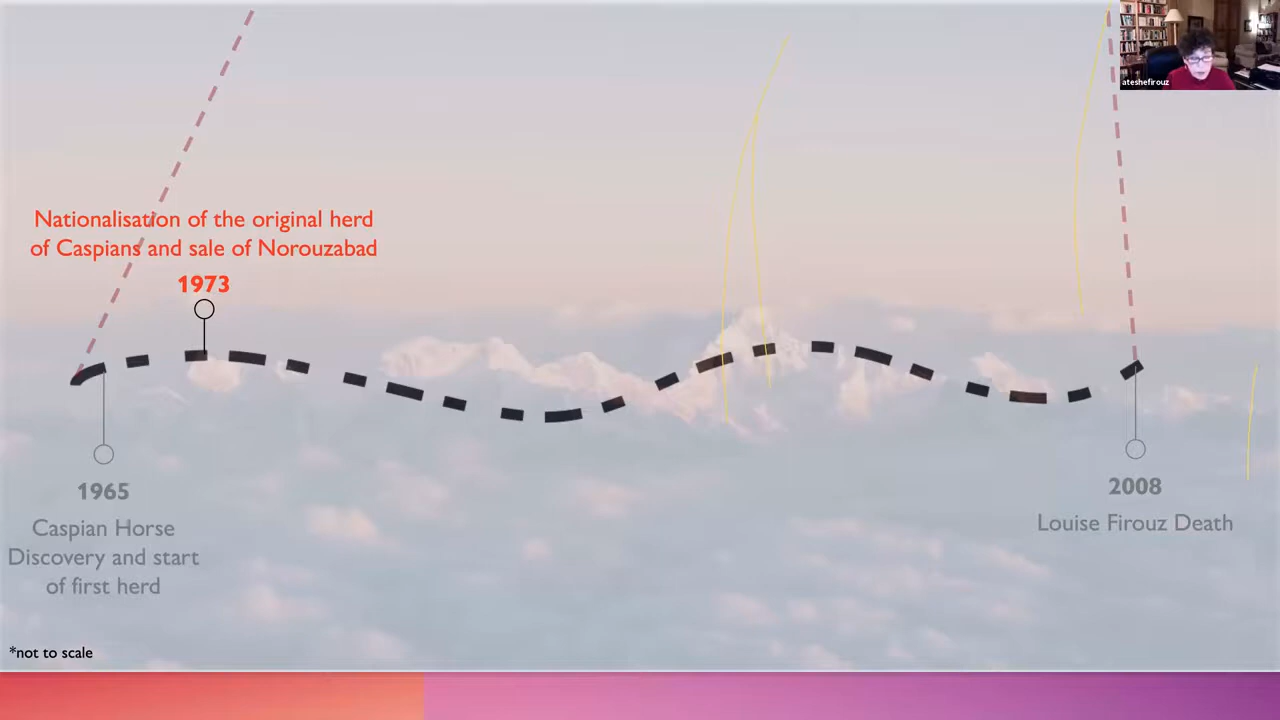 ateshefirouz
Nationalisation of the original herd
of Caspians and sale of Norouzabad
1973
1965
Caspian Horse
Discovery and start
of first herd
2008
Louise Firouz Death
*not to scale